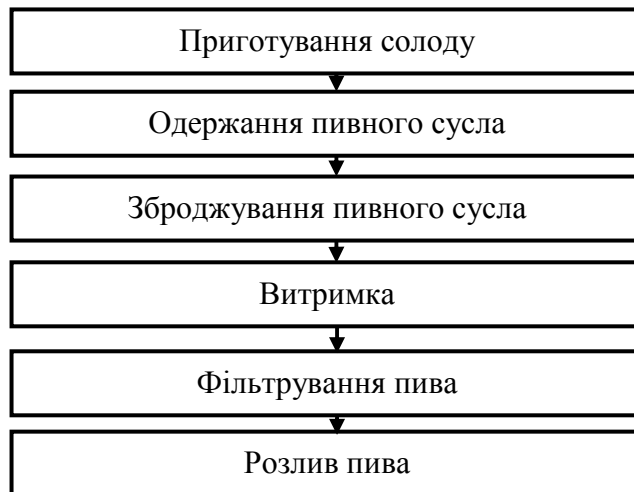 Приготування солоду
Одержання пивного сусла
Зброджування пивного сусла
Витримка
Фільтрування пива
Розлив пива